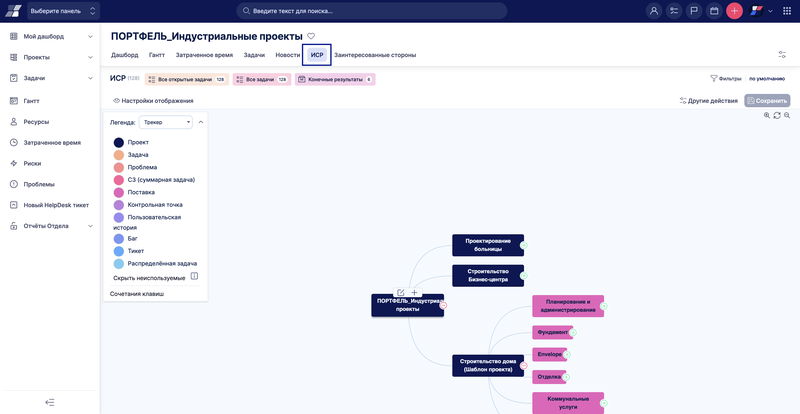 Выберите панель
Введите текст для поиска...
Мой дашборд
Проекты
Задачи
Гантт
Ресурсы
Затраченное время
Риски
Проблемы
Новый HelpDesk тикет
Отчёты Отдела
ПОРТФЕЛЬ_Индустриальные проекты
Дашборд Гантт Затраченное время Задачи Новости ИСР Заинтересованные стороны
ИСР (128) Все открытые задачи 128 Все задачи 128 Конечные результаты 6
Фильтры по умолчанию
Настройки отображения
Другие действия Сохранить
Легенда: Трекер
Проект
Задача
Проблема
СЗ (суммарная задача)
Поставка
Контрольная точка
Пользовательская
история
Баг
Тикет
Распределённая задача
Скрыть неиспользуемые
Сочетания клавиш
ПОРТФЕЛЬ_Индустриал
проекты
Проектирование
больницы
Строительство
Бизнес-центра
Строительство дома
(Шаблон проекта)
Планирование и
администрирование
Фундамент
Envelope
Отделка
Коммунальные
услуги